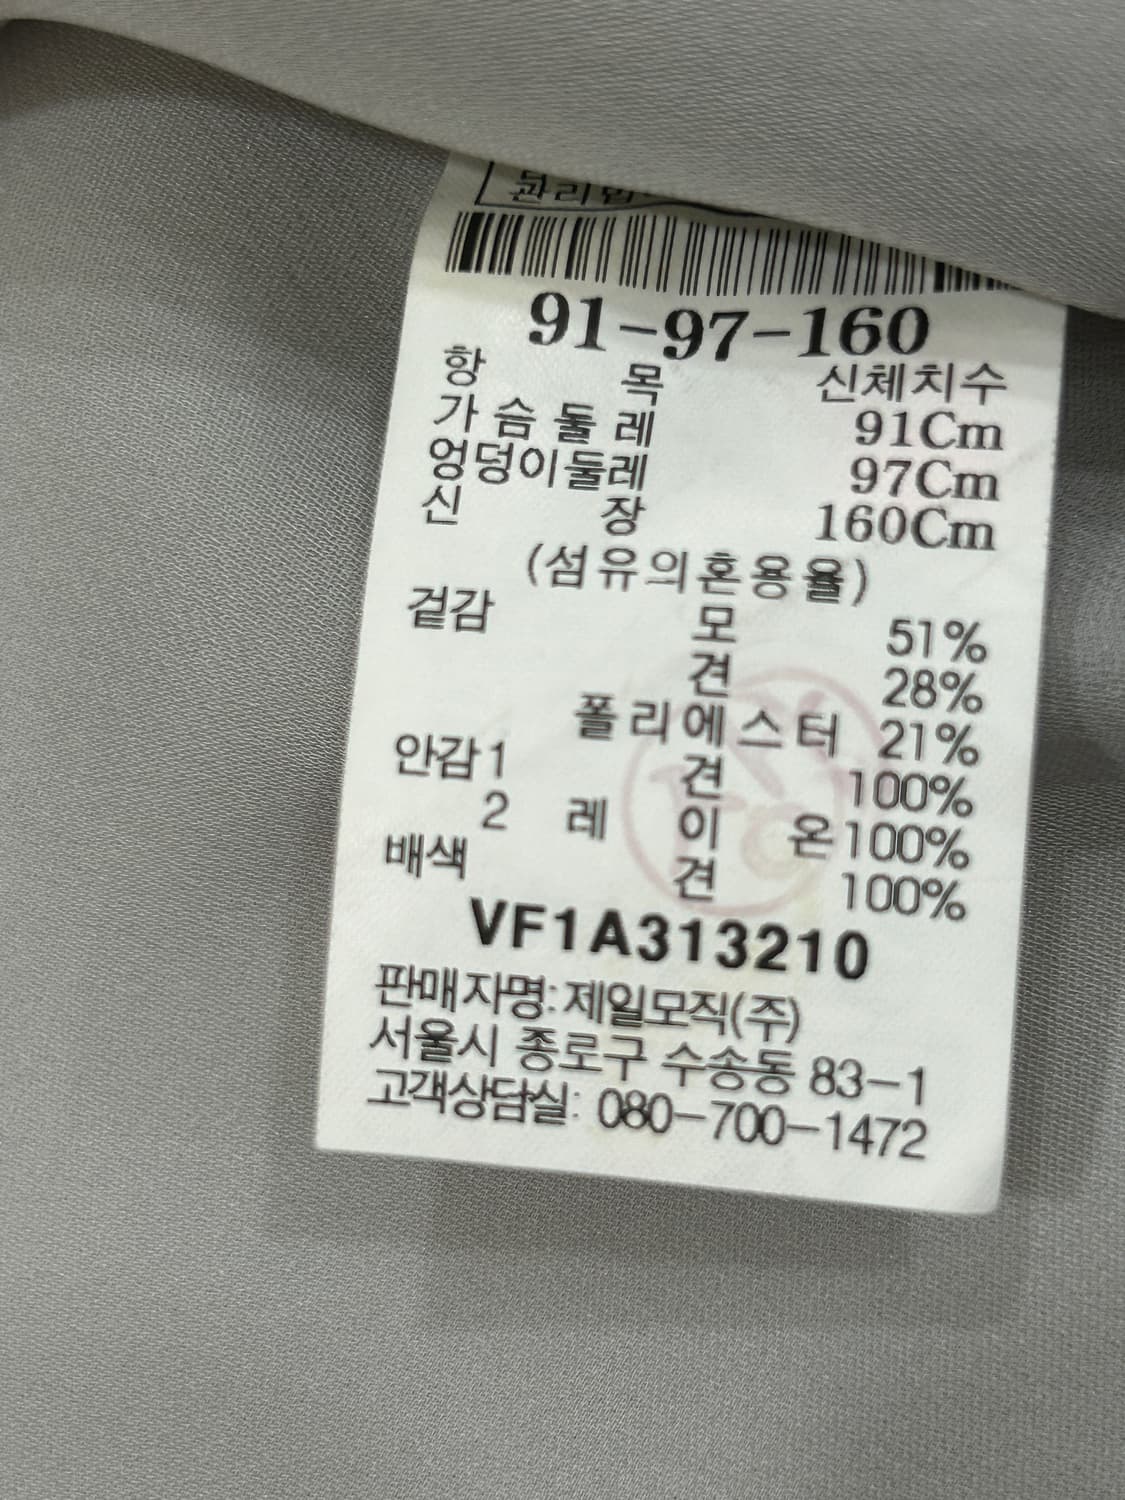 91-97-160
항 목 신체치수
가슴둘레 91Cm
엉덩이둘레 97Cm
신 장 160Cm
(섬유의혼용율)
겉감 모 51%
견 28%
폴리에스터 21%
안감1 견 100%
2 레 이 온 100%
배색 견 100%
VF1A313210
판매자명: 제일모직(주)
서울시 종로구 수송동 83-1
고객상담실: 080-700-1472